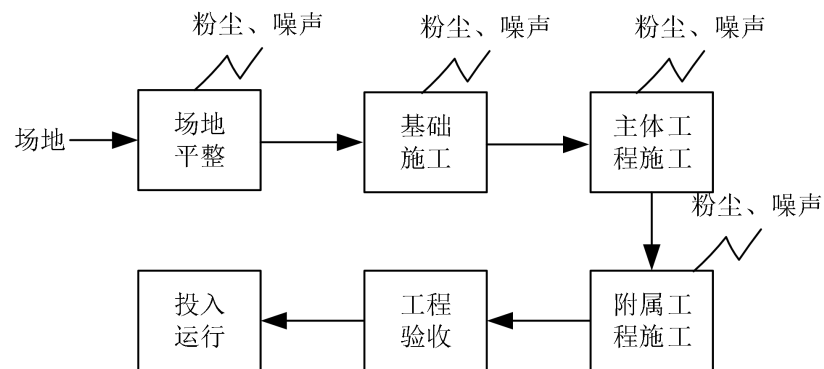 粉尘、噪声
粉尘、噪声
粉尘、噪声
场地
场地
平整
基础
施工
主体工
程施工
粉尘、噪声
投入
运行
工程
验收
附属工
程施工